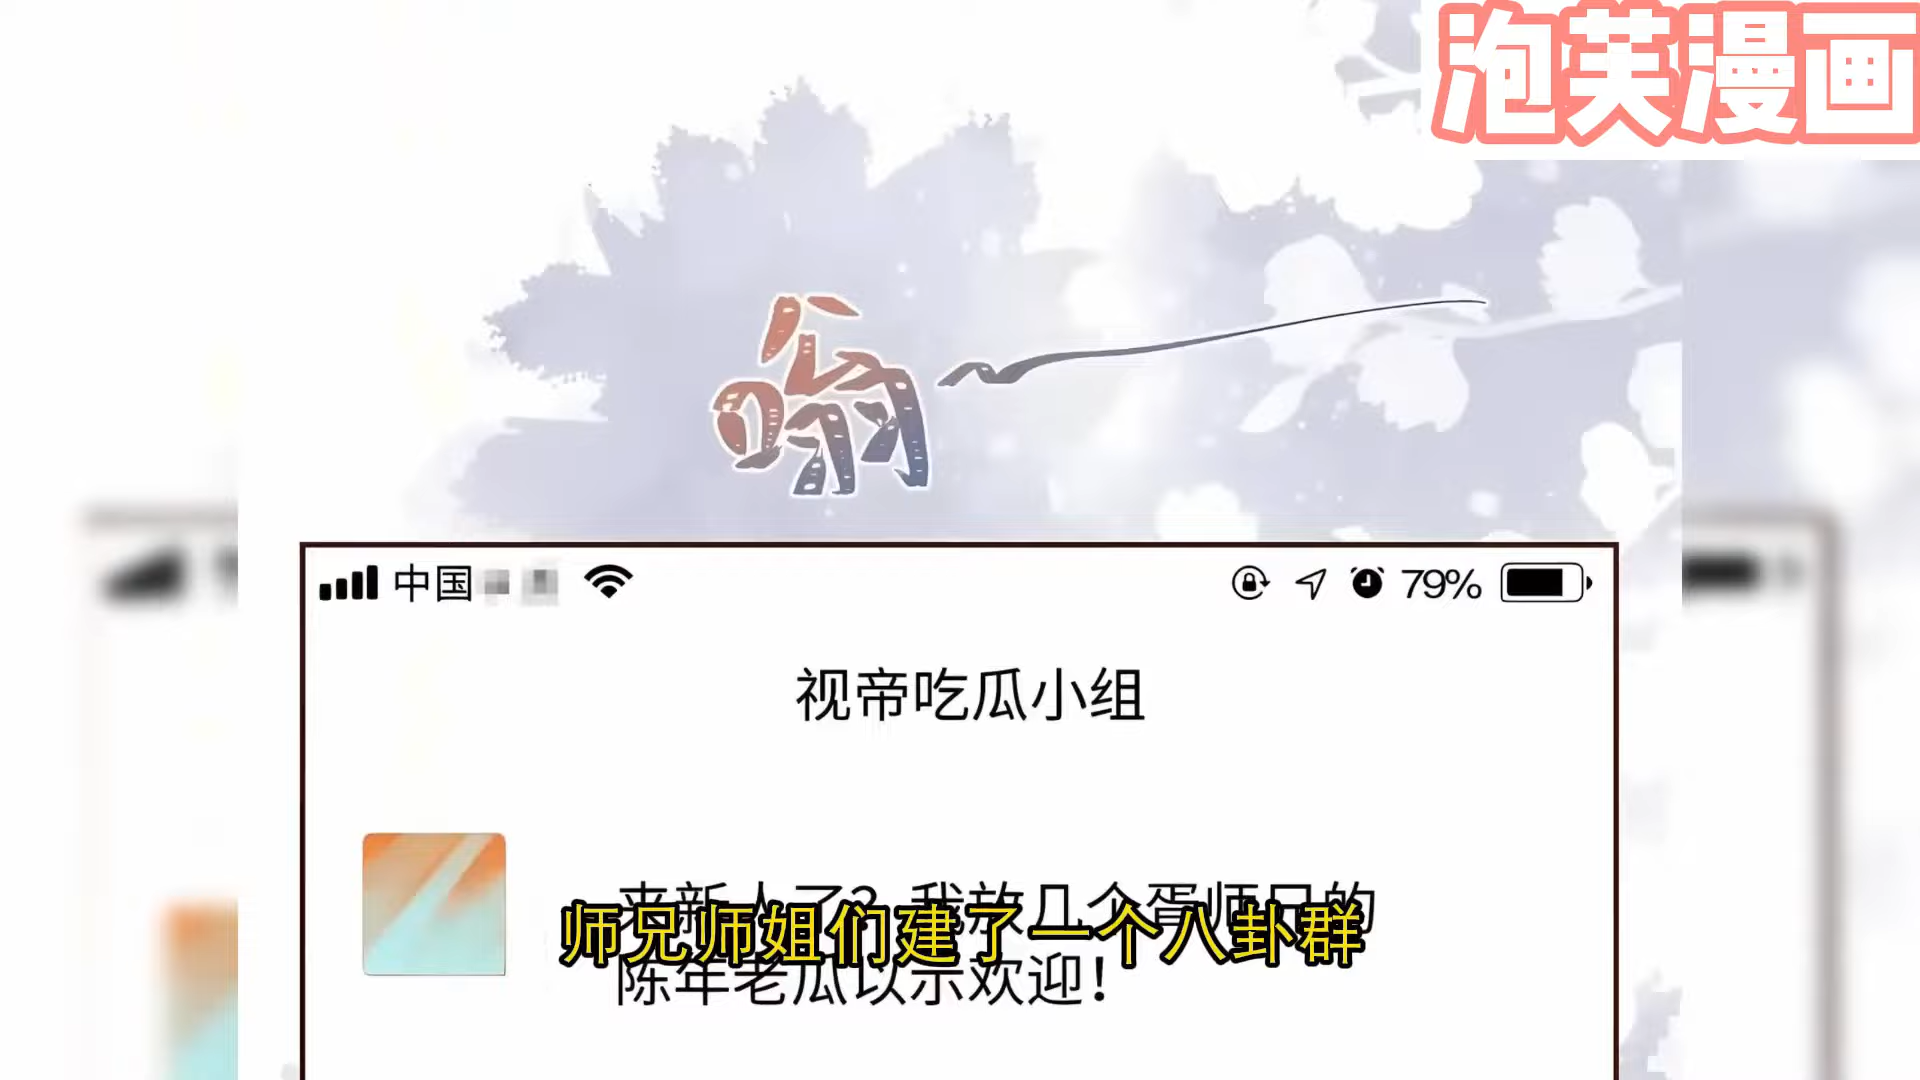 泡芙漫画
嗡
中国
79%
视帝吃瓜小组
来新人了？我放几个胥师兄的
师兄师姐们建了一个八卦群
陈年老瓜以示欢迎！